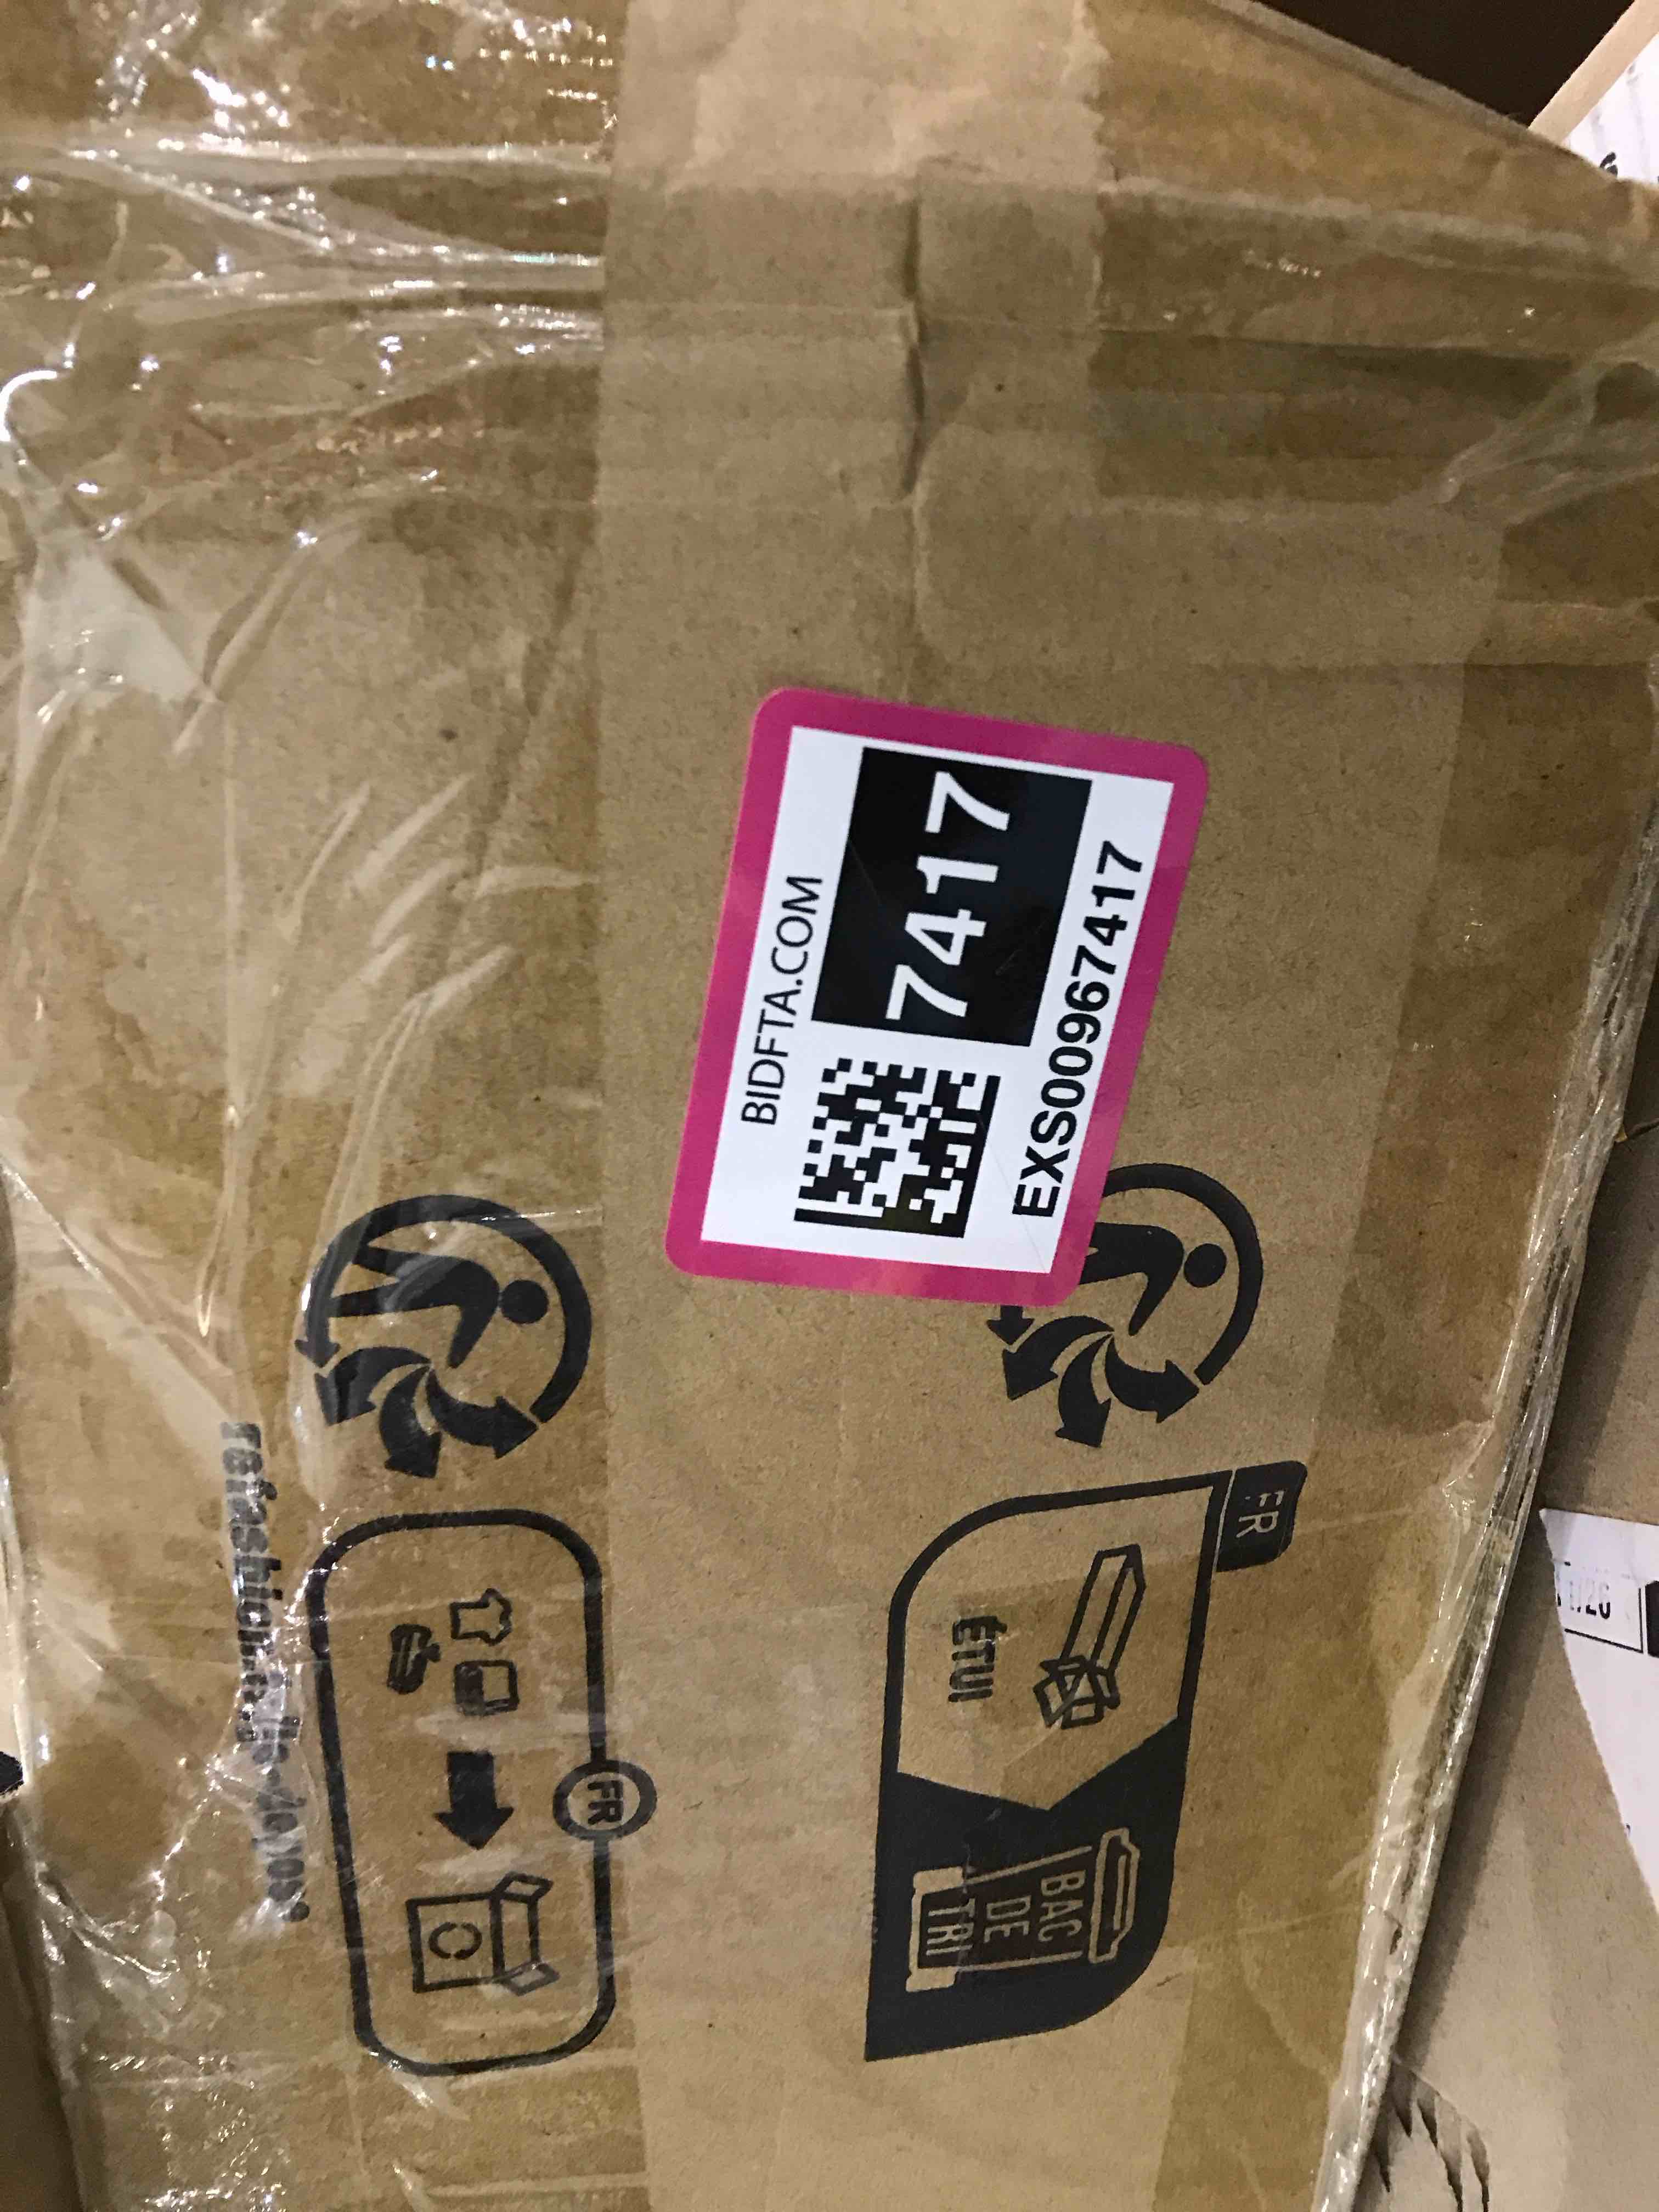 BIDFTA.COM
7417
EXS00967417
FR
ÉTUI
BAC
DE
TRI
FR